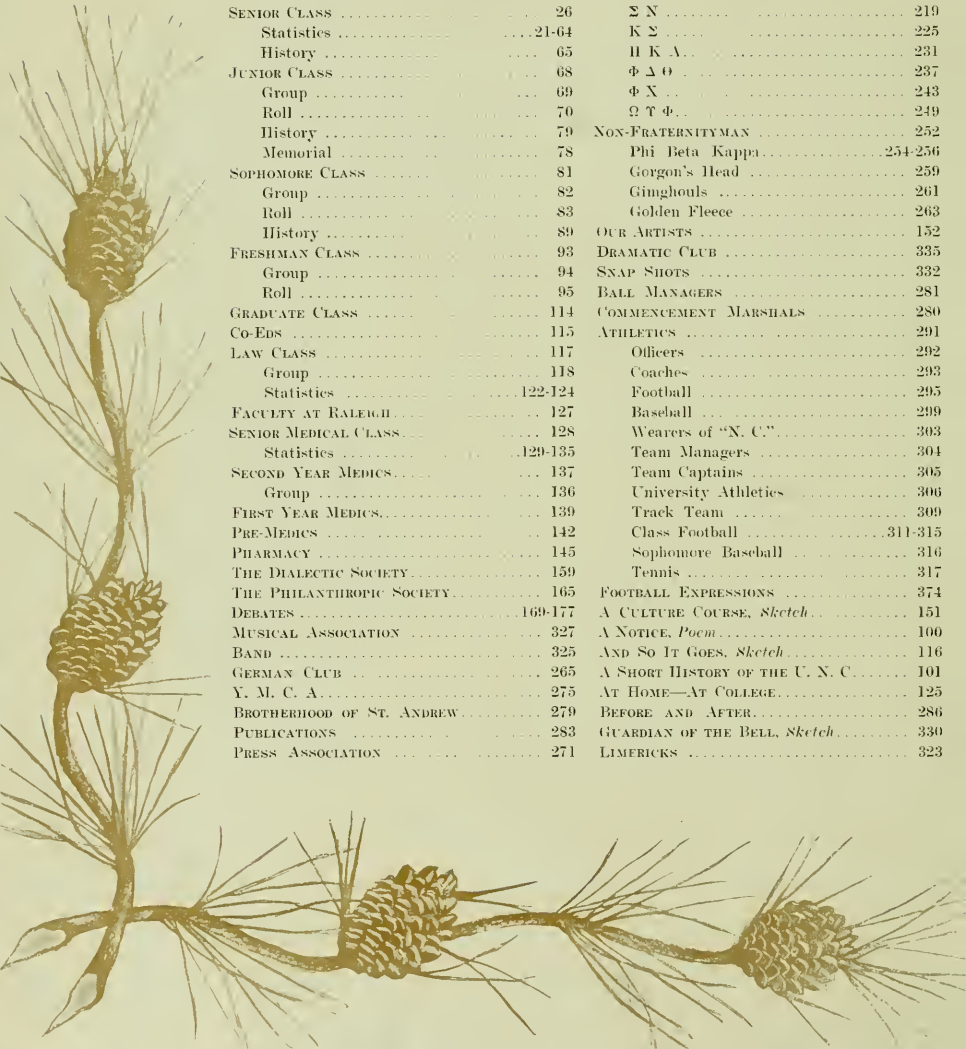 SENIOR CLASS ..... 26
Statistics ..... 21-64
History ..... 65
JUNIOR CLASS ..... 68
Group ..... 69
Roll ..... 70
History ..... 79
Memorial ..... 78
SOPHOMORE CLASS ..... 81
Group ..... 82
Roll ..... 83
History ..... 89
FRESHMAN CLASS ..... 93
Group ..... 94
Roll ..... 95
GRADUATE CLASS ..... 114
CO-EDS ..... 115
LAW CLASS ..... 117
Group ..... 118
Statistics ..... 122-124
FACULTY AT RALEIGH ..... 127
SENIOR MEDICAL CLASS ..... 128
Statistics ..... 129-135
SECOND YEAR MEDICS ..... 137
Group ..... 136
FIRST YEAR MEDICS ..... 139
PRE-MEDICS ..... 142
PHARMACY ..... 145
THE DIALECTIC SOCIETY ..... 159
THE PHILANTHROPIC SOCIETY ..... 165
DEBATES ..... 169-177
MUSICAL ASSOCIATION ..... 327
BAND ..... 325
GERMAN CLUB ..... 265
Y. M. C. A. ..... 275
BROTHERHOOD OF ST. ANDREW ..... 279
PUBLICATIONS ..... 283
PRESS ASSOCIATION ..... 271
Σ N ..... 219
K Σ ..... 225
Π K A ..... 231
Φ Δ Θ ..... 237
Φ X ..... 243
Ω Υ Φ ..... 249
NON-FRATERNITYMAN ..... 252
Phi Beta Kappa ..... 254-256
Gorgon's Head ..... 259
Gimghouls ..... 261
Golden Fleece ..... 263
OUR ARTISTS ..... 152
DRAMATIC CLUB ..... 335
SNAP SHOTS ..... 332
BALL MANAGERS ..... 281
COMMENCEMENT MARSHALS ..... 280
ATHLETICS ..... 291
Officers ..... 292
Coaches ..... 293
Football ..... 295
Baseball ..... 299
Wearers of "N. C." ..... 303
Team Managers ..... 304
Team Captains ..... 305
University Athletics ..... 306
Track Team ..... 309
Class Football ..... 311-315
Sophomore Baseball ..... 316
Tennis ..... 317
FOOTBALL EXPRESSIONS ..... 374
A CULTURE COURSE, Sketch ..... 151
A NOTICE, Poem ..... 100
AND SO IT GOES, Sketch ..... 116
A SHORT HISTORY OF THE U. N. C. ..... 101
AT HOME—AT COLLEGE ..... 125
BEFORE AND AFTER ..... 286
GUARDIAN OF THE BELL, Sketch ..... 330
LIMERICKS ..... 323